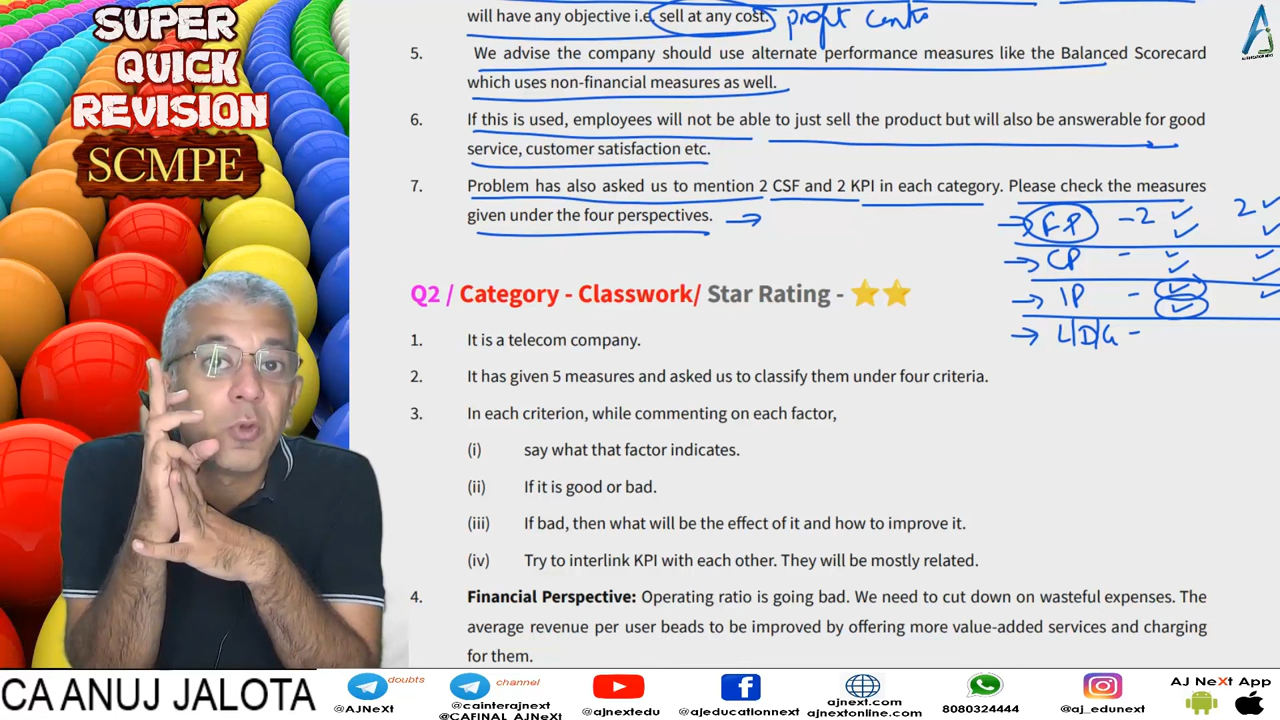 SUPER
QUICK
REVISION
SCMPE
will have any objective i.e. sell at any cost. profit centre
5. We advise the company should use alternate performance measures like the Balanced Scorecard
which uses non-financial measures as well.
6. If this is used, employees will not be able to just sell the product but will also be answerable for good
service, customer satisfaction etc.
7. Problem has also asked us to mention 2 CSF and 2 KPI in each category. Please check the measures
given under the four perspectives. →
→ FP - 2 ✓ 2 ✓
✓ ✓
→ CP - ✓ ✓
✓ ✓
→ IP - ✓ ✓
✓
→ L/D/G -
Q2 / Category - Classwork/ Star Rating - ⭐⭐
1. It is a telecom company.
2. It has given 5 measures and asked us to classify them under four criteria.
3. In each criterion, while commenting on each factor,
(i) say what that factor indicates.
(ii) If it is good or bad.
(iii) If bad, then what will be the effect of it and how to improve it.
(iv) Try to interlink KPI with each other. They will be mostly related.
4. Financial Perspective: Operating ratio is going bad. We need to cut down on wasteful expenses. The
average revenue per user beads to be improved by offering more value-added services and charging
for them.
CA ANUJ JALOTA
doubts
@AJNeXt
channel
@cainterajnext
@CAFINAL_AJNeXt
@ajnextedu
@ajeducationnext
ajnext.com
ajnextonline.com
8080324444
@aj_edunext
AJ NeXt App